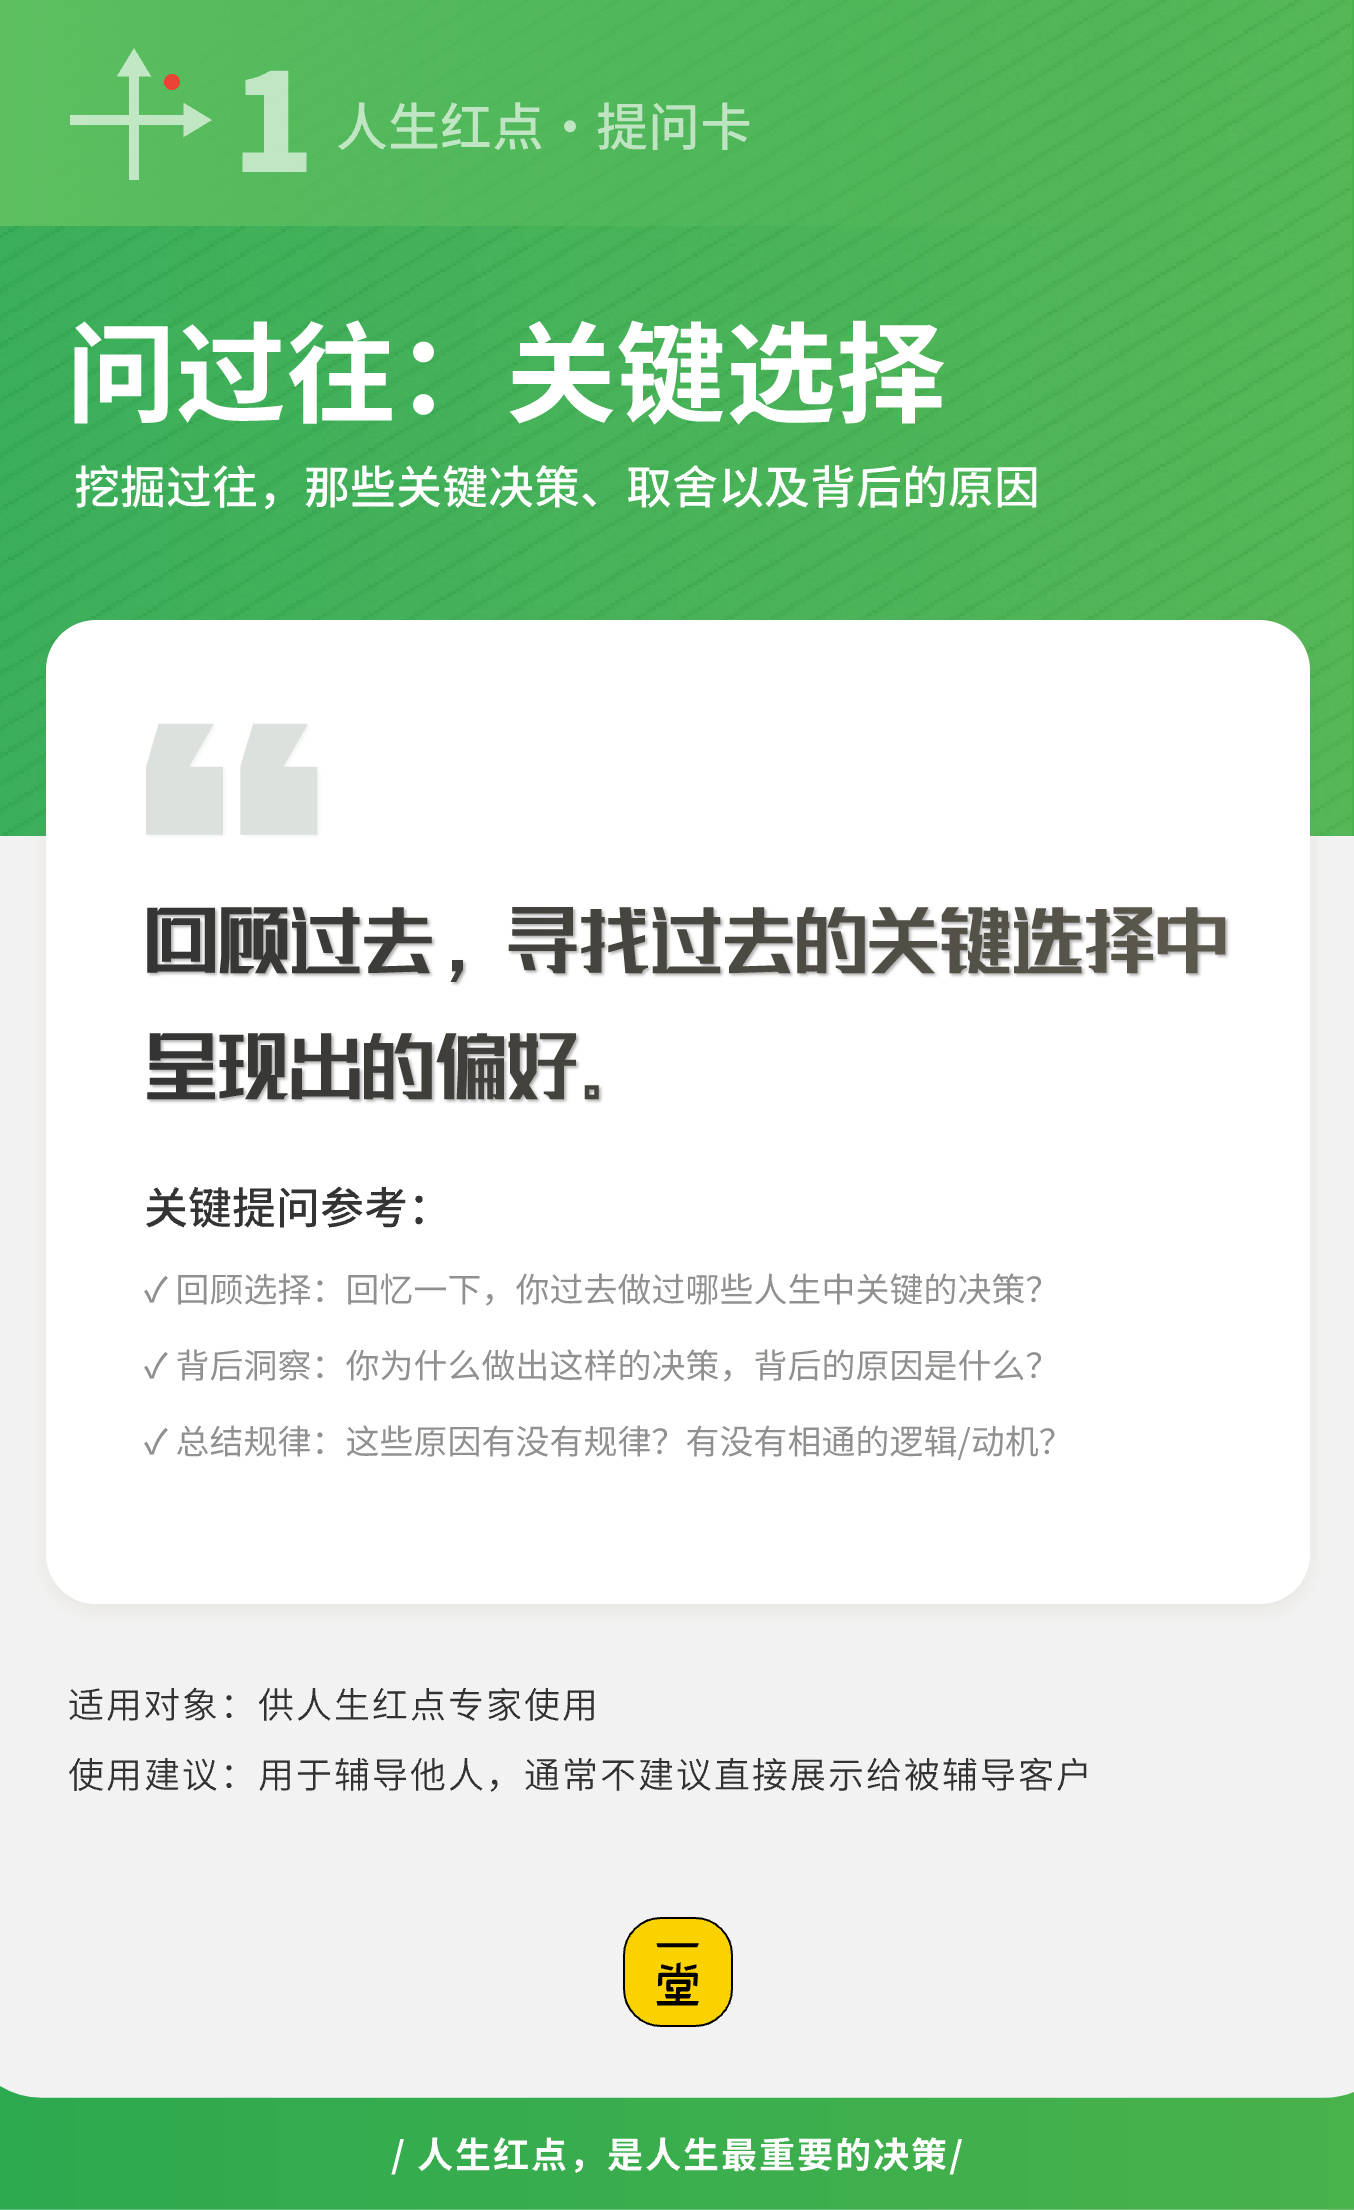 1 人生红点·提问卡
问过往：关键选择
挖掘过往，那些关键决策、取舍以及背后的原因
“
回顾过去，寻找过去的关键选择中
呈现出的偏好。
关键提问参考：
✓ 回顾选择：回忆一下，你过去做过哪些人生中关键的决策？
✓ 背后洞察：你为什么做出这样的决策，背后的原因是什么？
✓ 总结规律：这些原因有没有规律？有没有相通的逻辑/动机？
适用对象：供人生红点专家使用
使用建议：用于辅导他人，通常不建议直接展示给被辅导客户
一
堂
/ 人生红点，是人生最重要的决策/